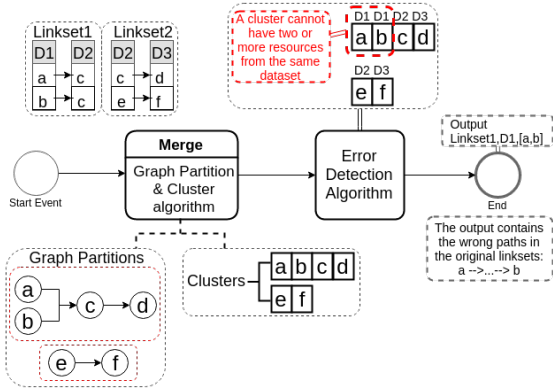 Linkset1 Linkset2
D1 D2 D2 D3
a c c d
b c e f
A cluster cannot
have two or
more resources
from the same
dataset
D1 D1 D2 D3
a b c d
D2 D3
e f
Start Event
Merge
Graph Partition
& Cluster
algorithm
Error
Detection
Algorithm
Output
Linkset1,D1,[a,b]
End
The output contains
the wrong paths in
the original linksets:
a -->...--> b
Graph Partitions
a
b
c d
e f
Clusters
a b c d
e f